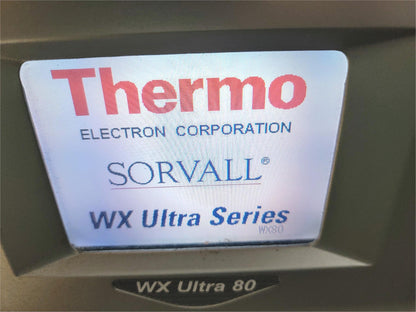 Thermo
ELECTRON CORPORATION
SORVALL®
WX Ultra Series
WX80
WX Ultra 80